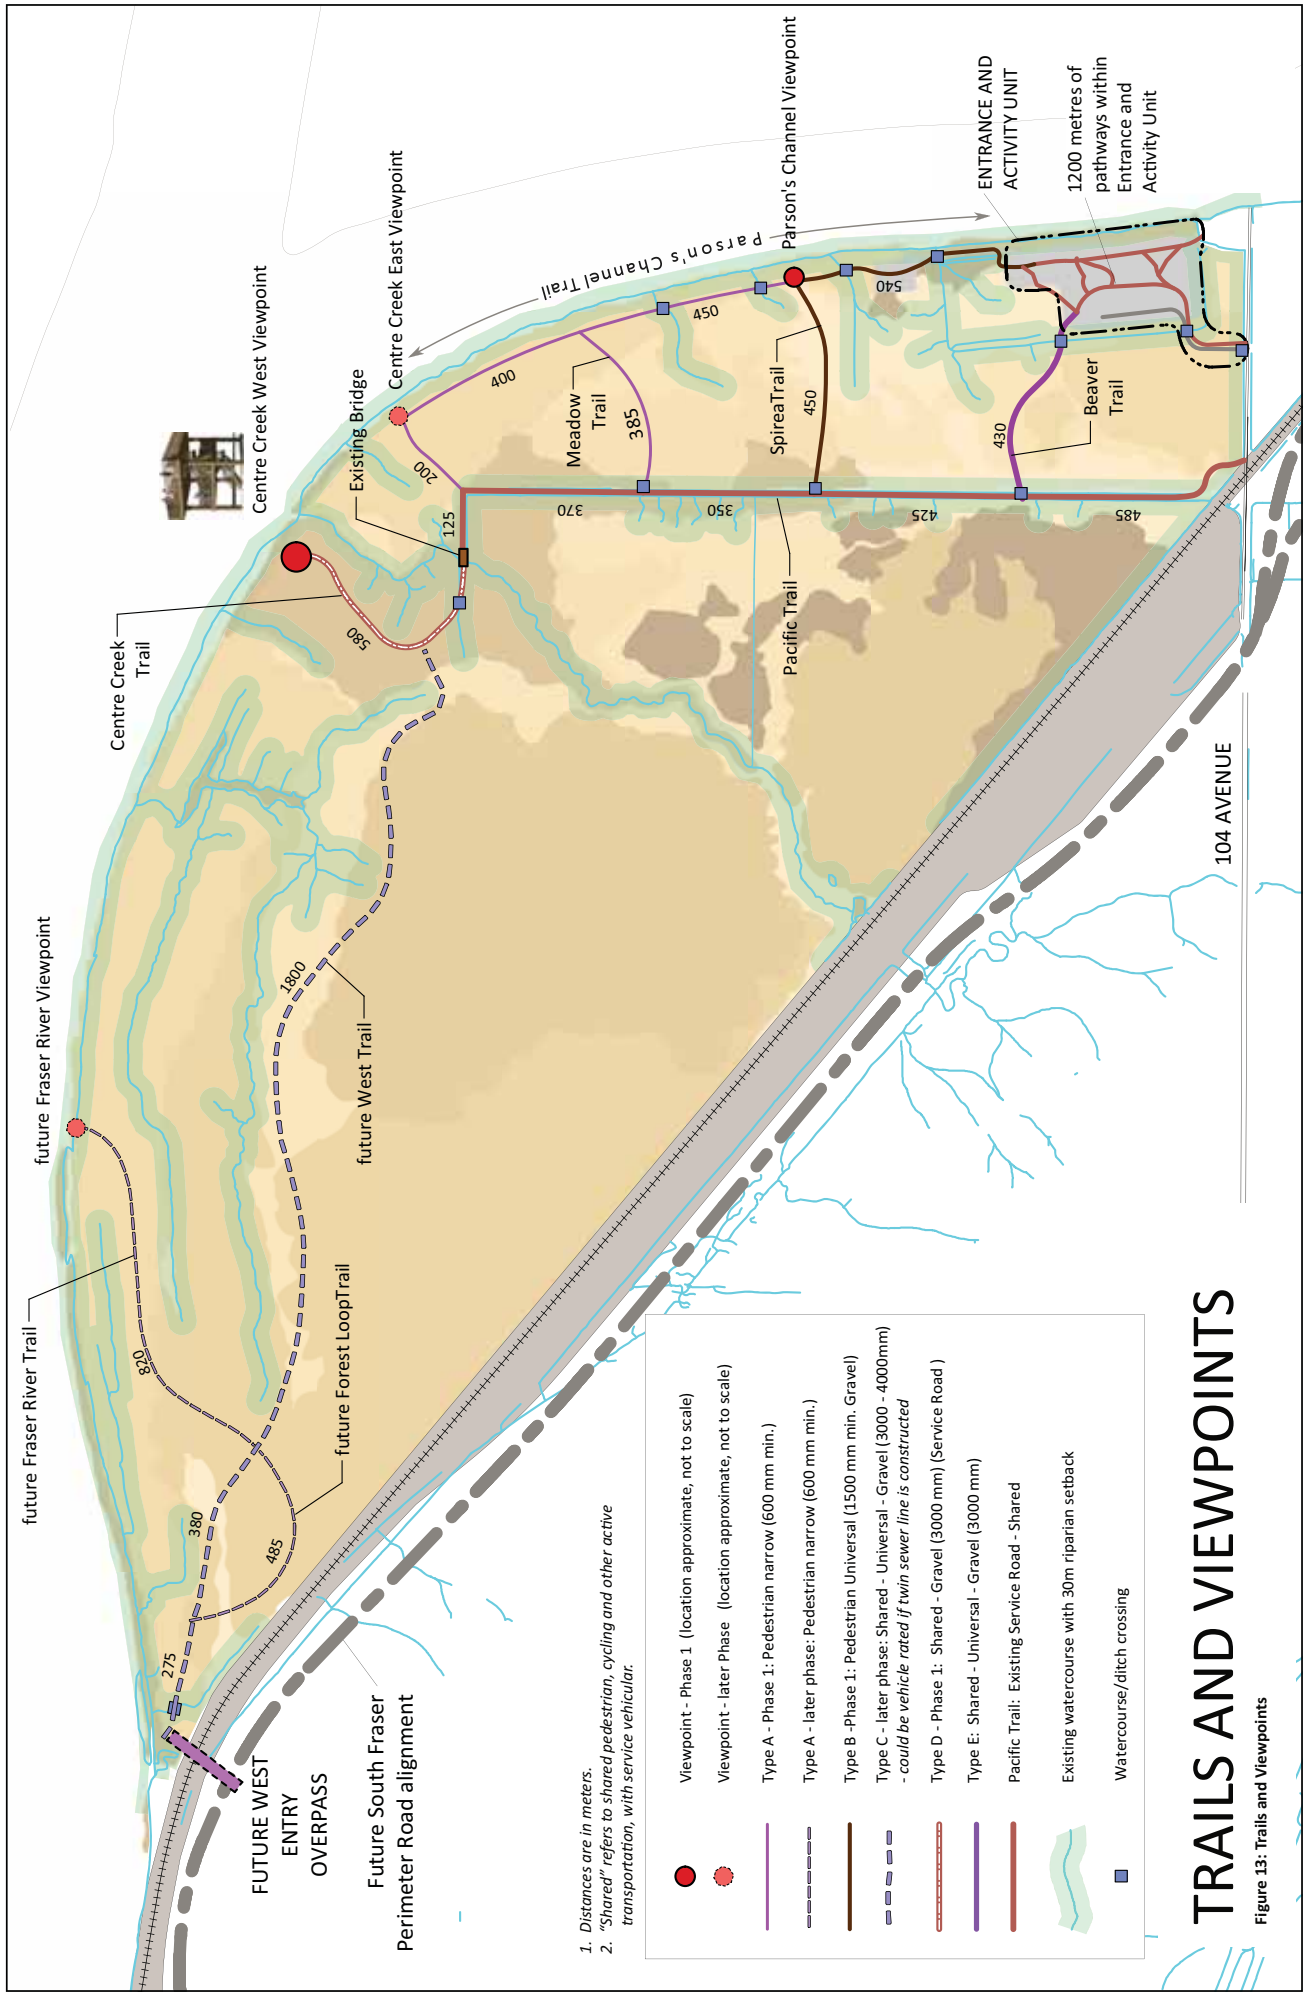 future Fraser River Trail
future Fraser River Viewpoint
Centre Creek
Trail
Centre Creek West Viewpoint
Existing Bridge
Centre Creek East Viewpoint
Parson's Channel Trail
Parson's Channel Viewpoint
ENTRANCE AND
ACTIVITY UNIT
1200 metres of
pathways within
Entrance and
Activity Unit
Meadow
Trail
SpireaTrail
Beaver
Trail
Pacific Trail
future West Trail
future Forest LoopTrail
820
380
485
275
1800
580
125
200
400
385
450
450
540
430
370
350
425
485
104 AVENUE
FUTURE WEST
ENTRY
OVERPASS
Future South Fraser
Perimeter Road alignment
1. Distances are in meters.
2. "Shared" refers to shared pedestrian, cycling and other active
transportation, with service vehicular.
Viewpoint - Phase 1 (location approximate, not to scale)
Viewpoint - later Phase (location approximate, not to scale)
Type A - Phase 1: Pedestrian narrow (600 mm min.)
Type A - later phase: Pedestrian narrow (600 mm min.)
Type B -Phase 1: Pedestrian Universal (1500 mm min. Gravel)
Type C - later phase: Shared - Universal - Gravel (3000 - 4000mm)
- could be vehicle rated if twin sewer line is constructed
Type D - Phase 1: Shared - Gravel (3000 mm) (Service Road )
Type E: Shared - Universal - Gravel (3000 mm)
Pacific Trail: Existing Service Road - Shared
Existing watercourse with 30m riparian setback
Watercourse/ditch crossing
TRAILS AND VIEWPOINTS
Figure 13: Trails and Viewpoints